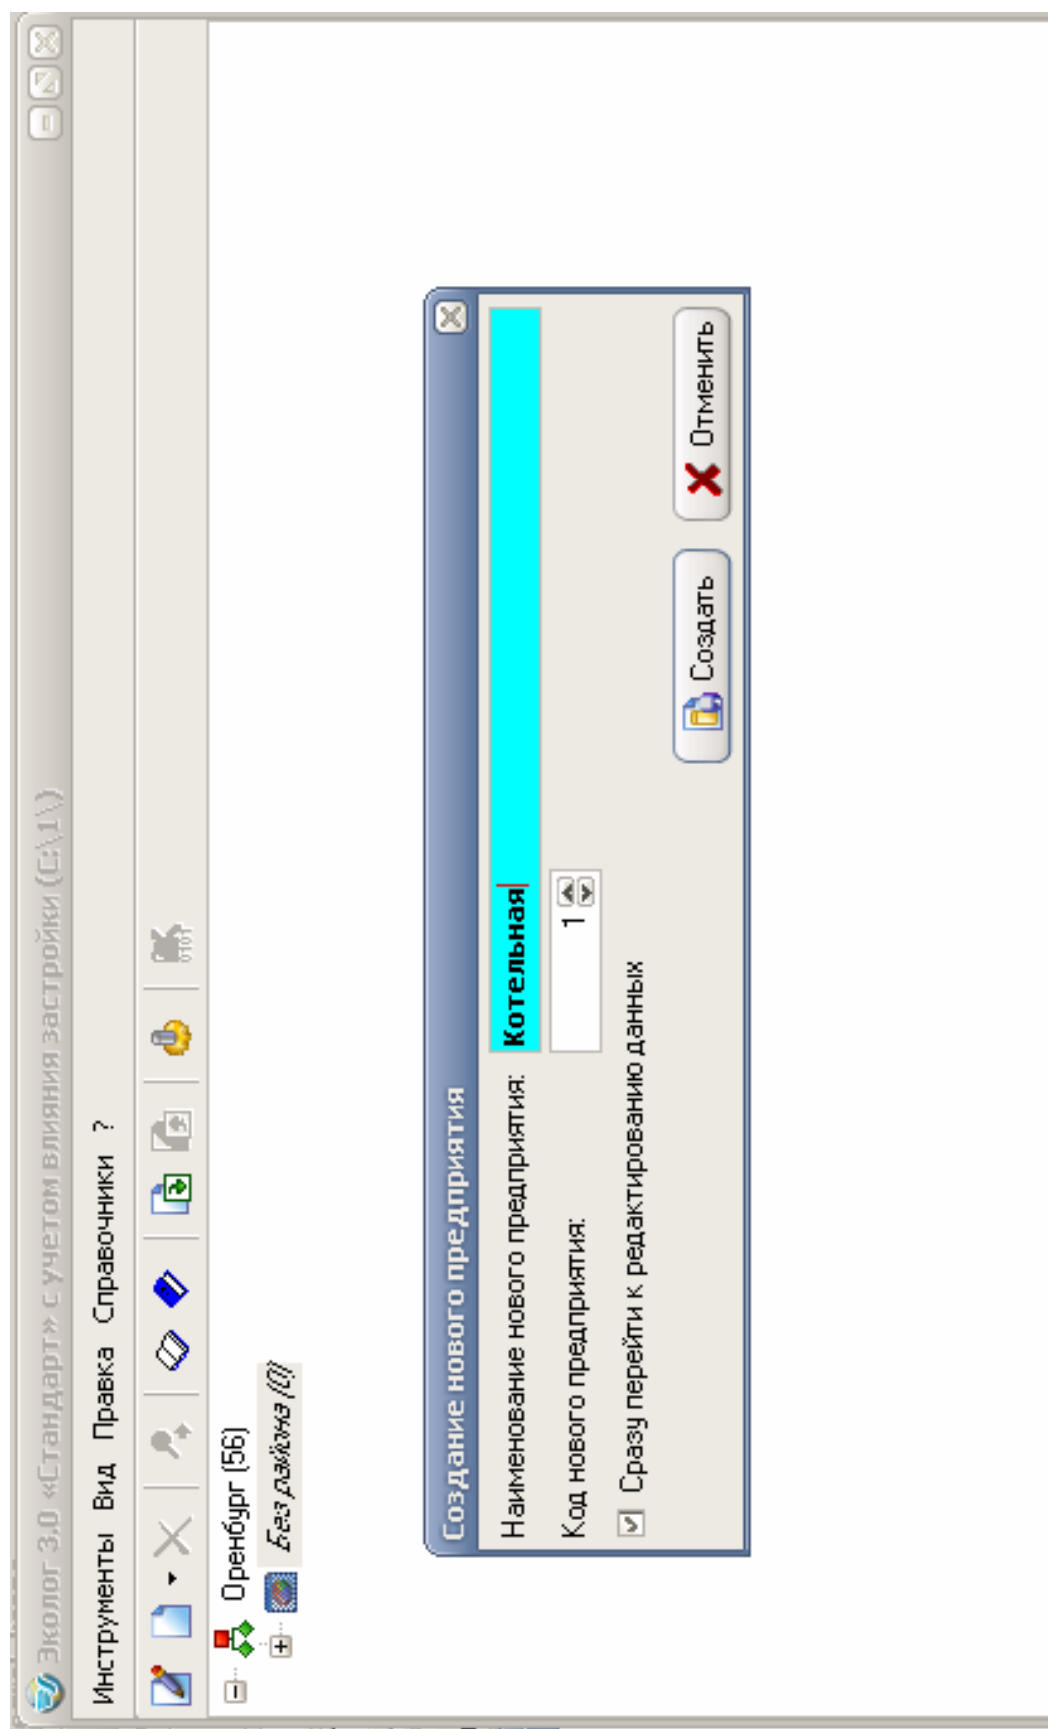 Эколог 3.0 «Стандарт» с учетом влияния застройки (C:\1\)
Инструменты Вид Правка Справочники ?
0101
Оренбург (56)
Без района (0)
Создание нового предприятия
Наименование нового предприятия: Котельная
Код нового предприятия: 1
Сразу перейти к редактированию данных
Создать Отменить